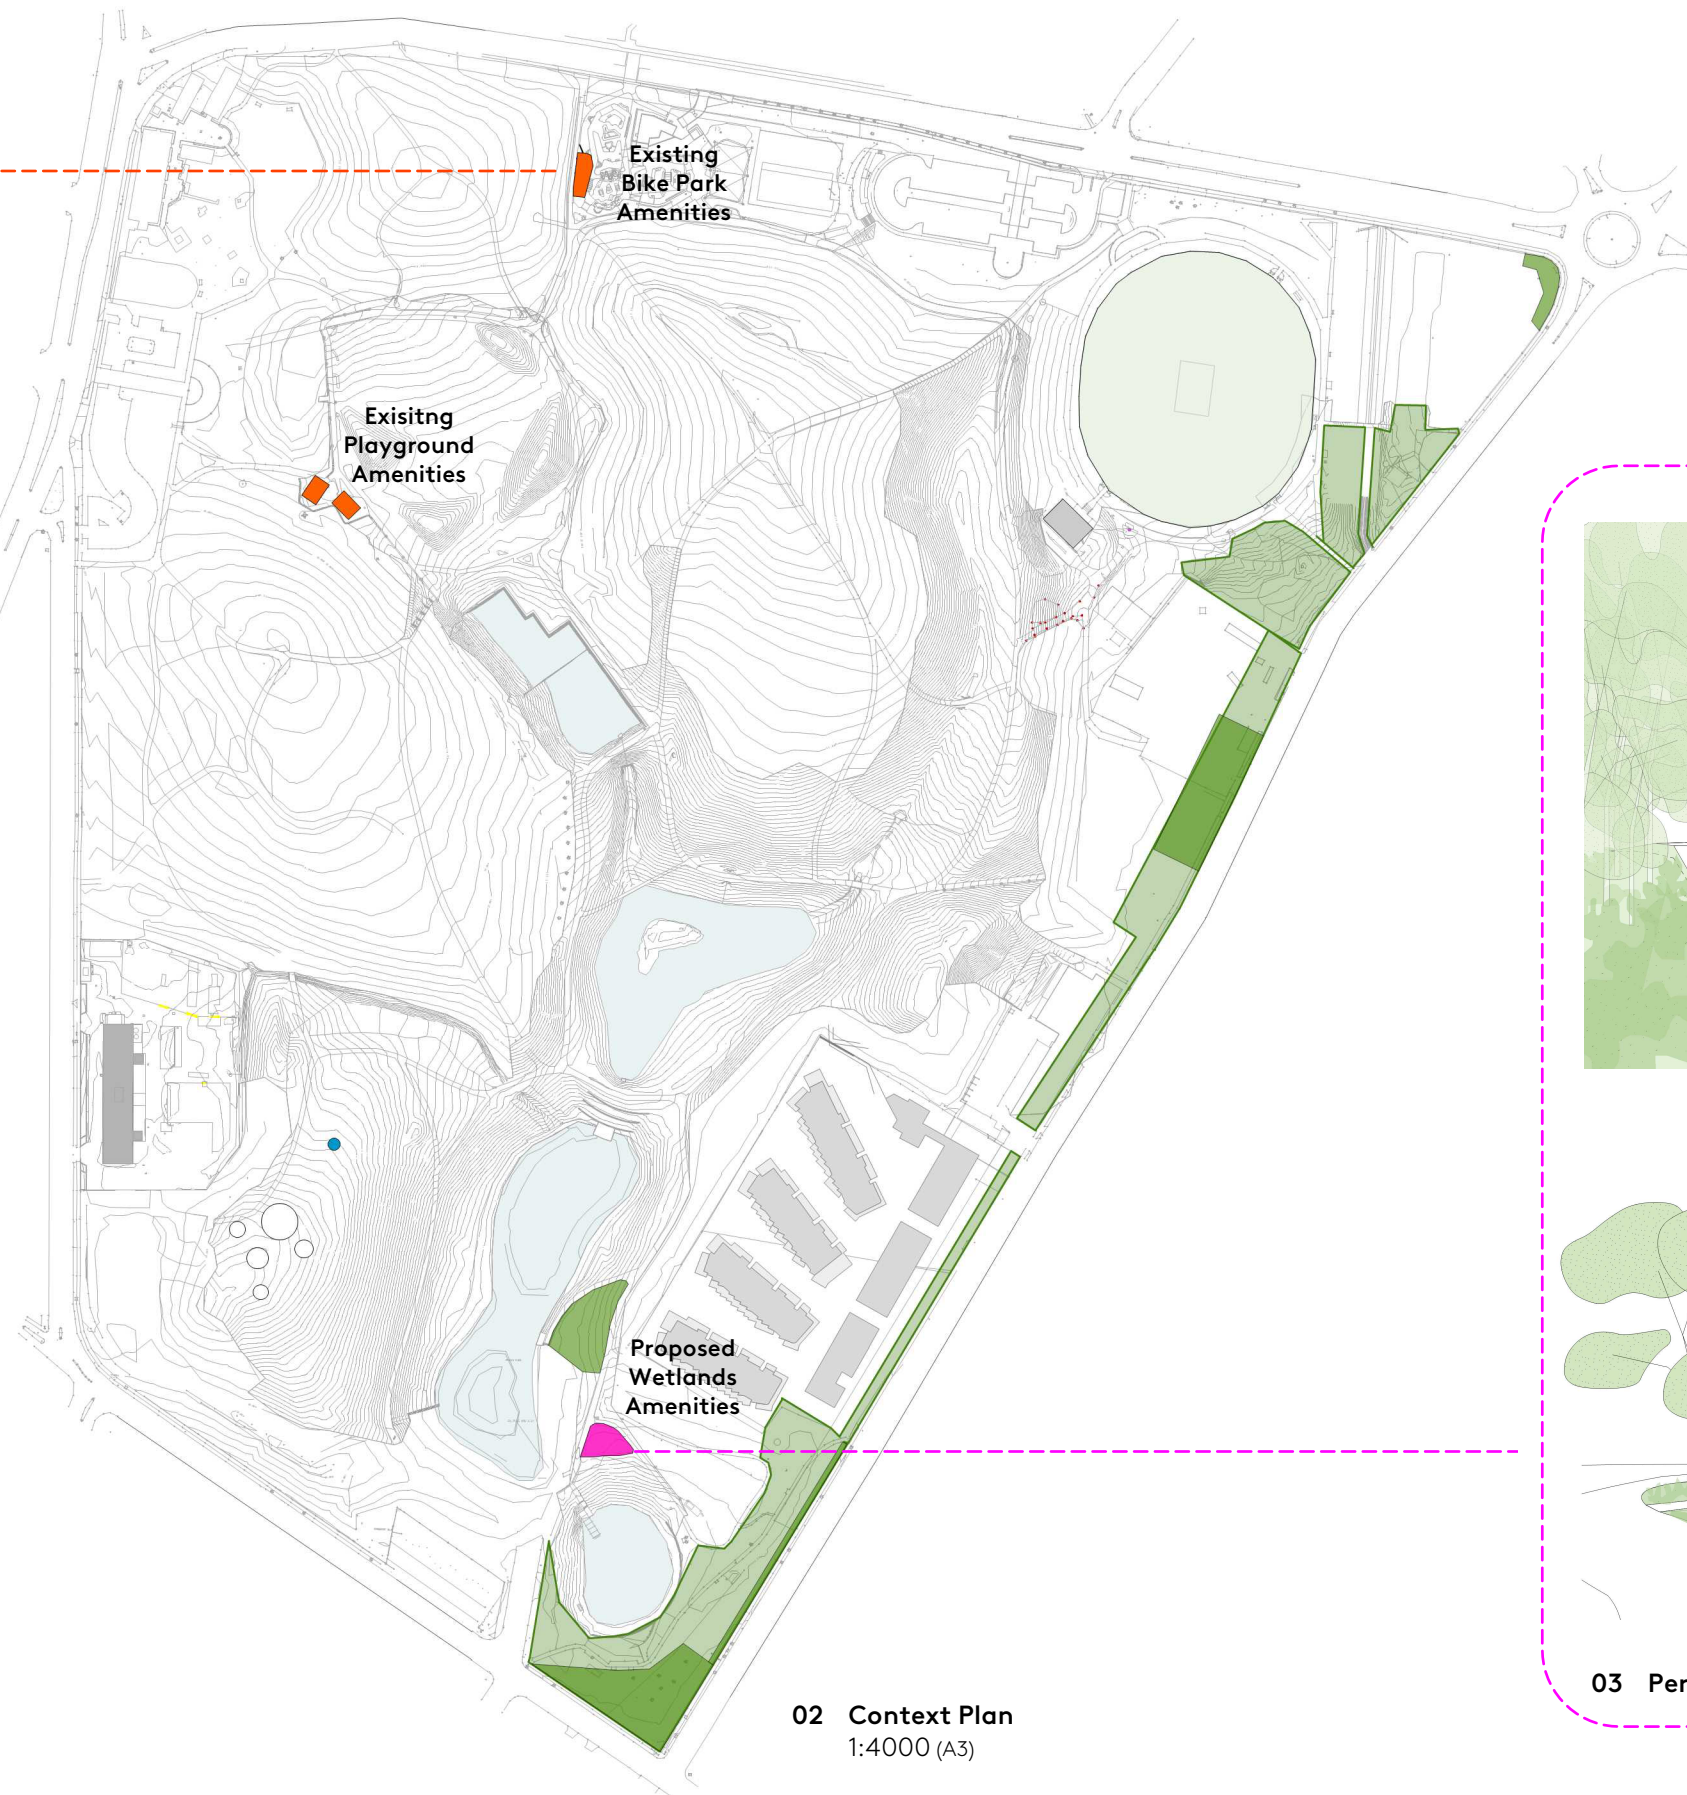 Existing
Bike Park
Amenities
Exisitng
Playground
Amenities
Proposed
Wetlands
Amenities
02 Context Plan
1:4000 (A3)
03 Per